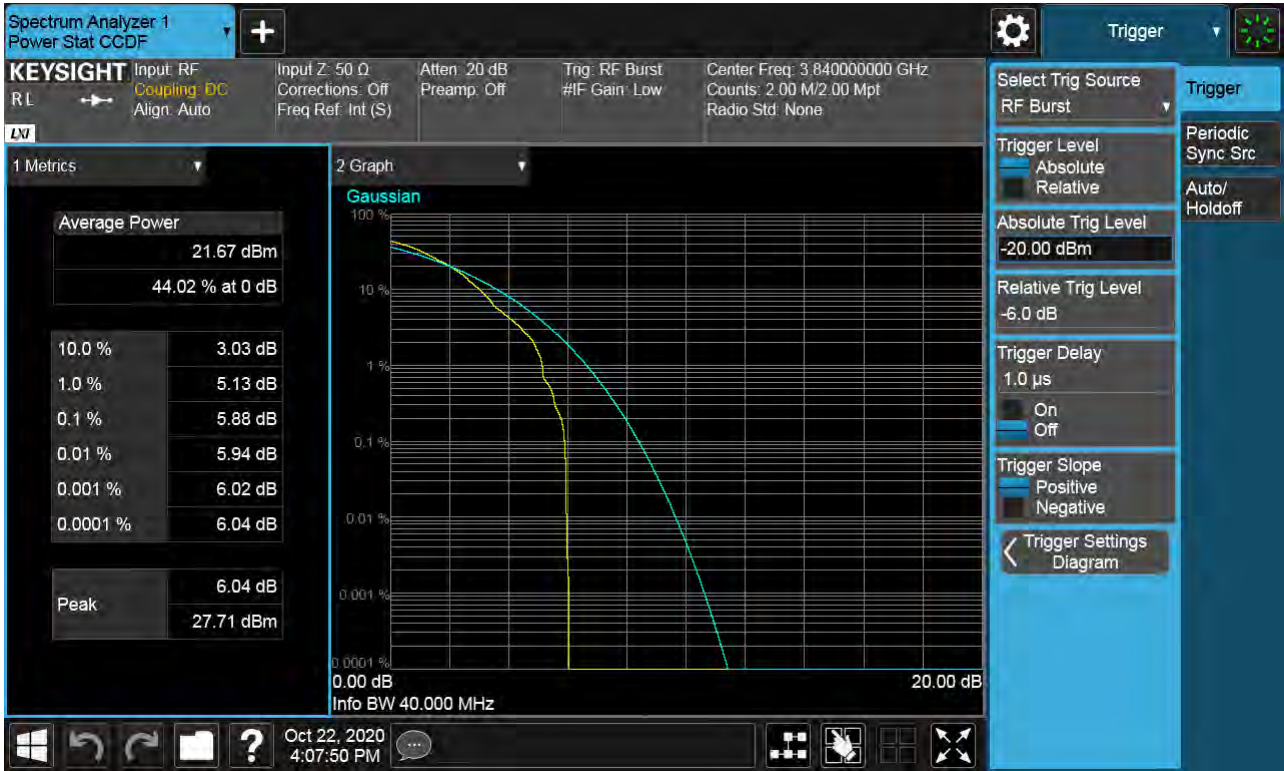 Spectrum Analyzer 1
Power Stat CCDF
Trigger
KEYSIGHT
RL
LXI
Input: RF
Coupling: DC
Align: Auto
Input Z: 50 Ω
Corrections: Off
Freq Ref: Int (S)
Atten: 20 dB
Preamp: Off
Trig: RF Burst
#IF Gain: Low
Center Freq: 3.840000000 GHz
Counts: 2.00 M/2.00 Mpt
Radio Std: None
1 Metrics
Average Power
21.67 dBm
44.02 % at 0 dB
10.0 % 3.03 dB
1.0 % 5.13 dB
0.1 % 5.88 dB
0.01 % 5.94 dB
0.001 % 6.02 dB
0.0001 % 6.04 dB
Peak
6.04 dB
27.71 dBm
2 Graph
Gaussian
100 %
10 %
1 %
0.1 %
0.01 %
0.001 %
0.0001 %
0.00 dB 20.00 dB
Info BW 40.000 MHz
Select Trig Source
RF Burst
Trigger Level
Absolute
Relative
Absolute Trig Level
-20.00 dBm
Relative Trig Level
-6.0 dB
Trigger Delay
1.0 µs
On
Off
Trigger Slope
Positive
Negative
Trigger Settings
Diagram
Trigger
Periodic
Sync Src
Auto/
Holdoff
?
Oct 22, 2020
4:07:50 PM